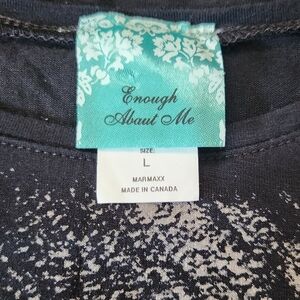 Enough
About Me
SIZE:
L
MARMAXX
MADE IN CANADA